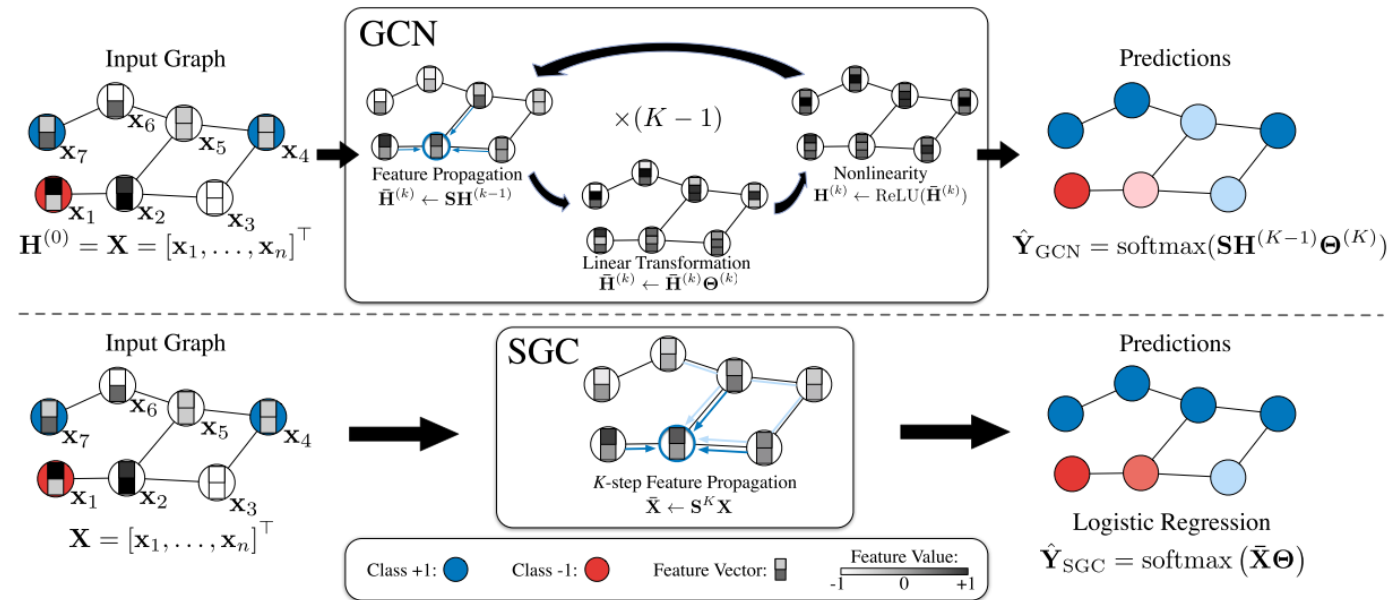 GCN
Input Graph
x₆
x₅
x₇
x₄
x₁
x₂
x₃
H⁽⁰⁾ = X = [x₁, . . . , xₙ]^⊤
×(K − 1)
Feature Propagation
H̄⁽ᵏ⁾ ← SH⁽ᵏ⁻¹⁾
Linear Transformation
H̄⁽ᵏ⁾ ← H̄⁽ᵏ⁾Θ⁽ᵏ⁾
Nonlinearity
H⁽ᵏ⁾ ← ReLU(H̄⁽ᵏ⁾)
Predictions
Ŷ_GCN = softmax(SH⁽ᴷ⁻¹⁾Θ⁽ᴷ⁾)
Input Graph
x₆
x₅
x₇
x₄
x₁
x₂
x₃
X = [x₁, . . . , xₙ]^⊤
SGC
K-step Feature Propagation
X̄ ← SᴷX
Predictions
Logistic Regression
Ŷ_SGC = softmax (X̄Θ)
Class +1:
Class -1:
Feature Vector:
Feature Value:
-1 0 +1